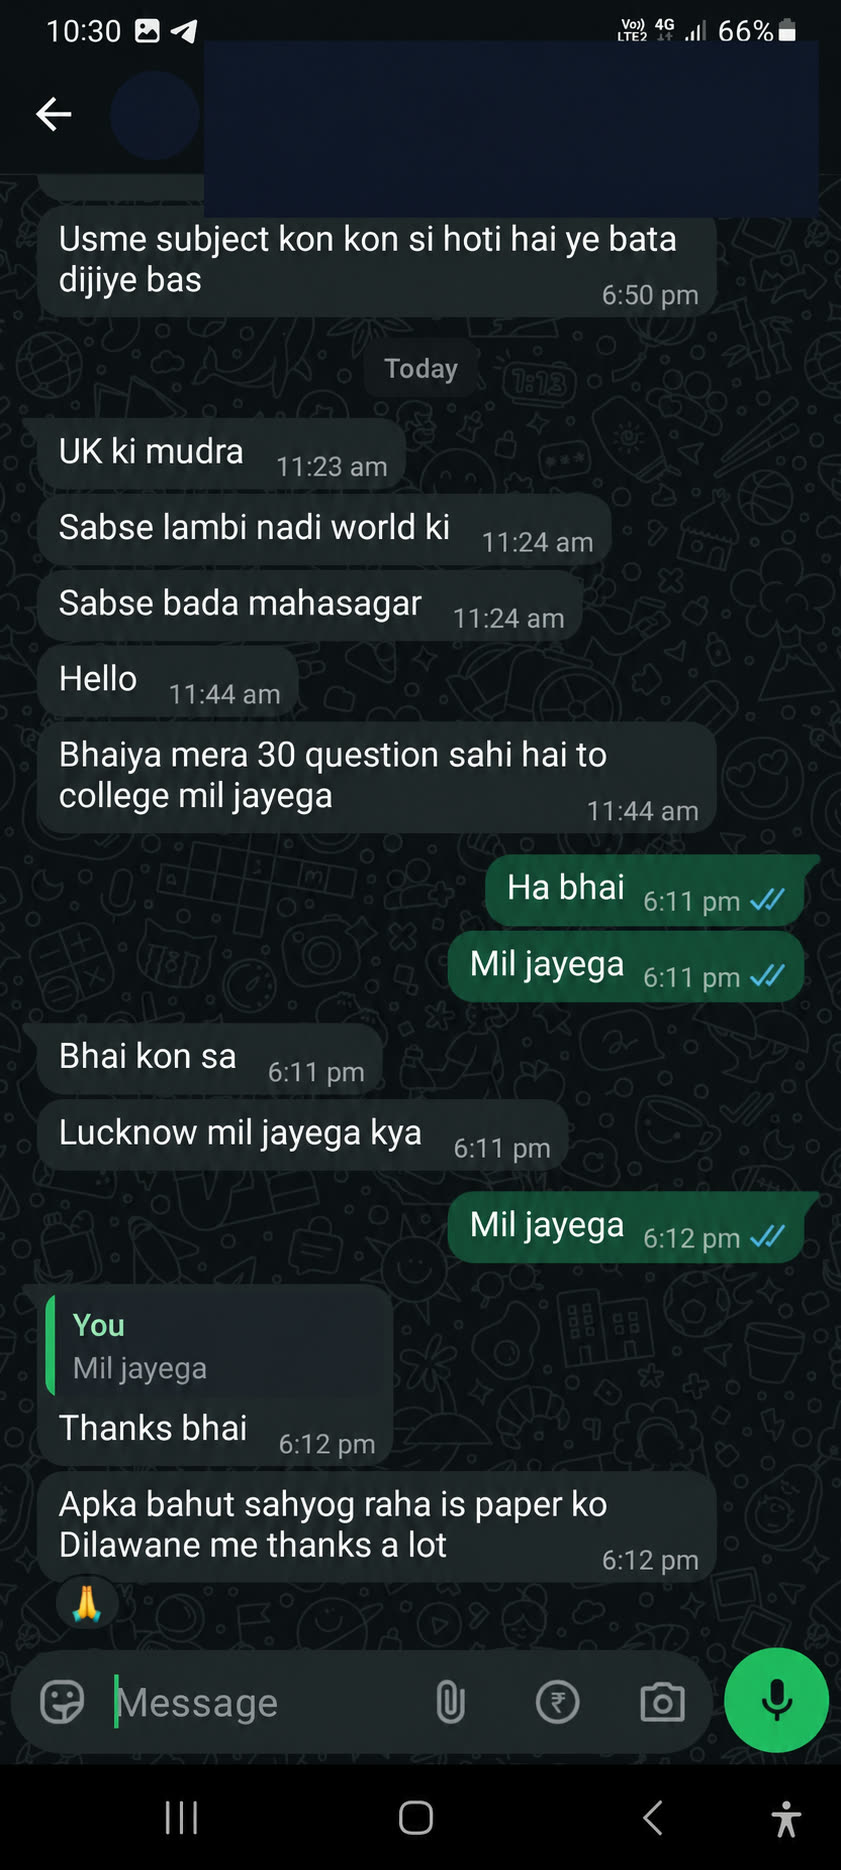 10:30
Vo)) LTE2 4G 66%
Usme subject kon kon si hoti hai ye bata
dijiye bas
6:50 pm
Today
UK ki mudra 11:23 am
Sabse lambi nadi world ki 11:24 am
Sabse bada mahasagar 11:24 am
Hello 11:44 am
Bhaiya mera 30 question sahi hai to
college mil jayega
11:44 am
Ha bhai 6:11 pm
Mil jayega 6:11 pm
Bhai kon sa 6:11 pm
Lucknow mil jayega kya 6:11 pm
Mil jayega 6:12 pm
You
Mil jayega
Thanks bhai 6:12 pm
Apka bahut sahyog raha is paper ko
Dilawane me thanks a lot
6:12 pm
🙏
Message